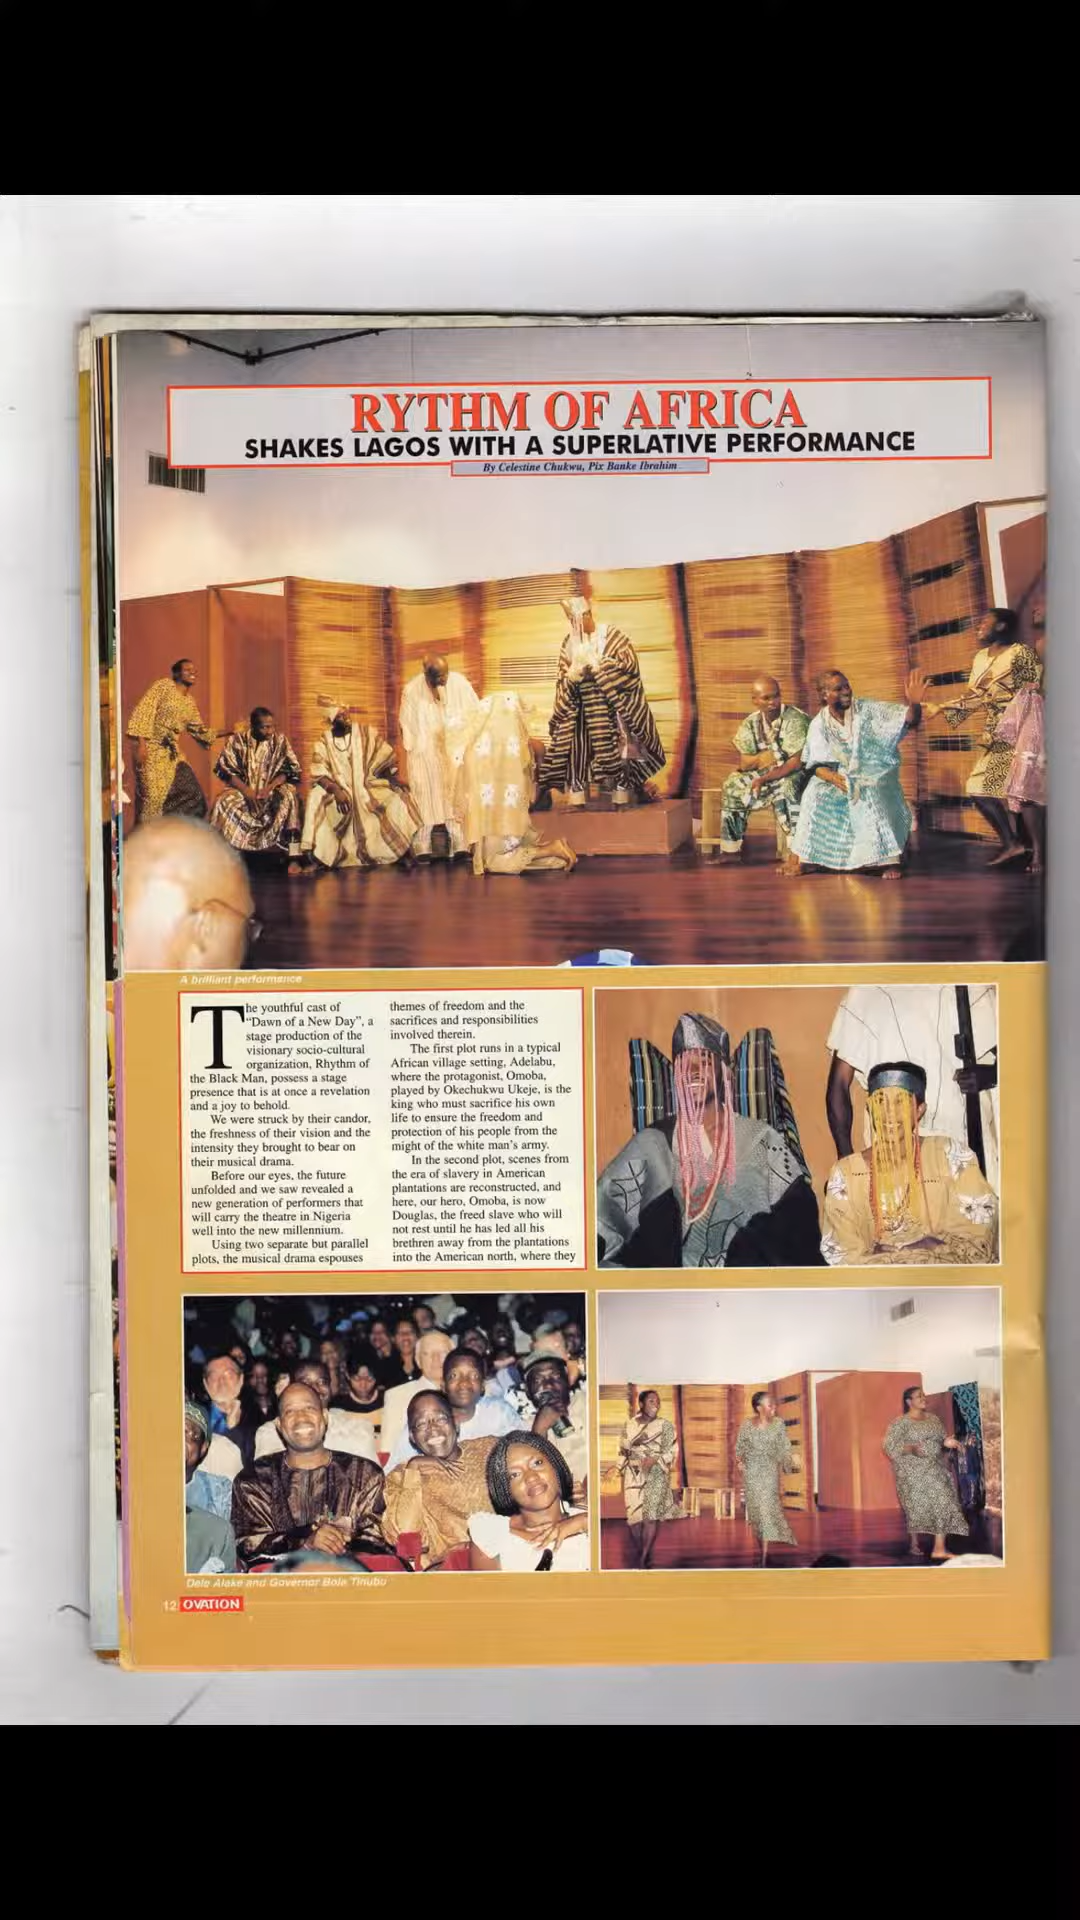 RYTHM OF AFRICA
SHAKES LAGOS WITH A SUPERLATIVE PERFORMANCE
By Celestine Chukwu, Pix Banke Ibrahim
A brilliant performance
The youthful cast of
"Dawn of a New Day", a
stage production of the
visionary socio-cultural
organization, Rhythm of
the Black Man, possess a stage
presence that is at once a revelation
and a joy to behold.
We were struck by their candor,
the freshness of their vision and the
intensity they brought to bear on
their musical drama.
Before our eyes, the future
unfolded and we saw revealed a
new generation of performers that
will carry the theatre in Nigeria
well into the new millennium.
Using two separate but parallel
plots, the musical drama espouses
themes of freedom and the
sacrifices and responsibilities
involved therein.
The first plot runs in a typical
African village setting, Adelabu,
where the protagonist, Omoba,
played by Okechukwu Ukeje, is the
king who must sacrifice his own
life to ensure the freedom and
protection of his people from the
might of the white man's army.
In the second plot, scenes from
the era of slavery in American
plantations are reconstructed, and
here, our hero, Omoba, is now
Douglas, the freed slave who will
not rest until he has led all his
brethren away from the plantations
into the American north, where they
Dele Alake and Governor Bola Tinubu
12 OVATION